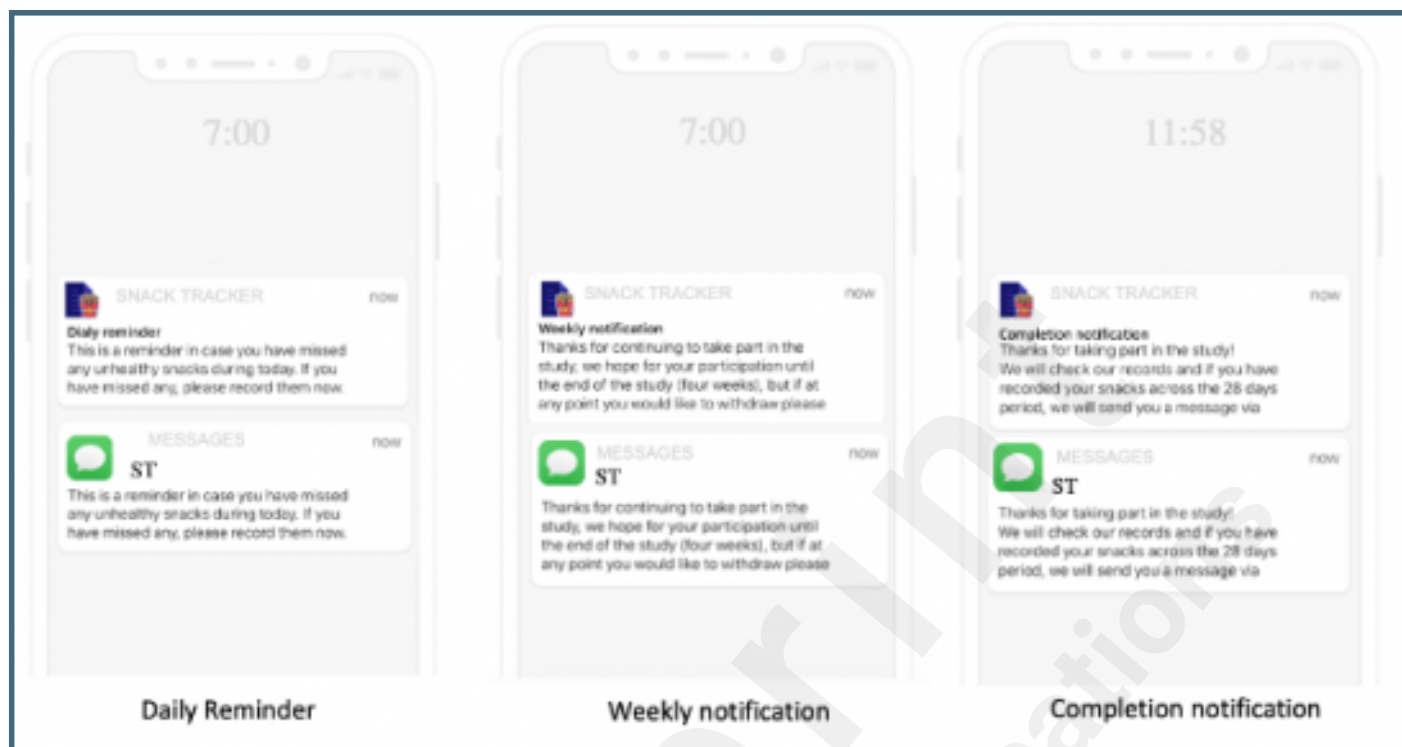 7:00
SNACK TRACKER now
Dialy reminder
This is a reminder in case you have missed
any unhealthy snacks during today. If you
have missed any, please record them now.
MESSAGES now
ST
This is a reminder in case you have missed
any unhealthy snacks during today. If you
have missed any, please record them now.
Daily Reminder
7:00
SNACK TRACKER now
Weekly notification
Thanks for continuing to take part in the
study, we hope for your participation until
the end of the study (four weeks), but if at
any point you would like to withdraw please
MESSAGES now
ST
Thanks for continuing to take part in the
study, we hope for your participation until
the end of the study (four weeks), but if at
any point you would like to withdraw please
Weekly notification
11:58
SNACK TRACKER now
Completion notification
Thanks for taking part in the study!
We will check our records and if you have
recorded your snacks across the 28 days
period, we will send you a message via
MESSAGES now
ST
Thanks for taking part in the study!
We will check our records and if you have
recorded your snacks across the 28 days
period, we will send you a message via
Completion notification